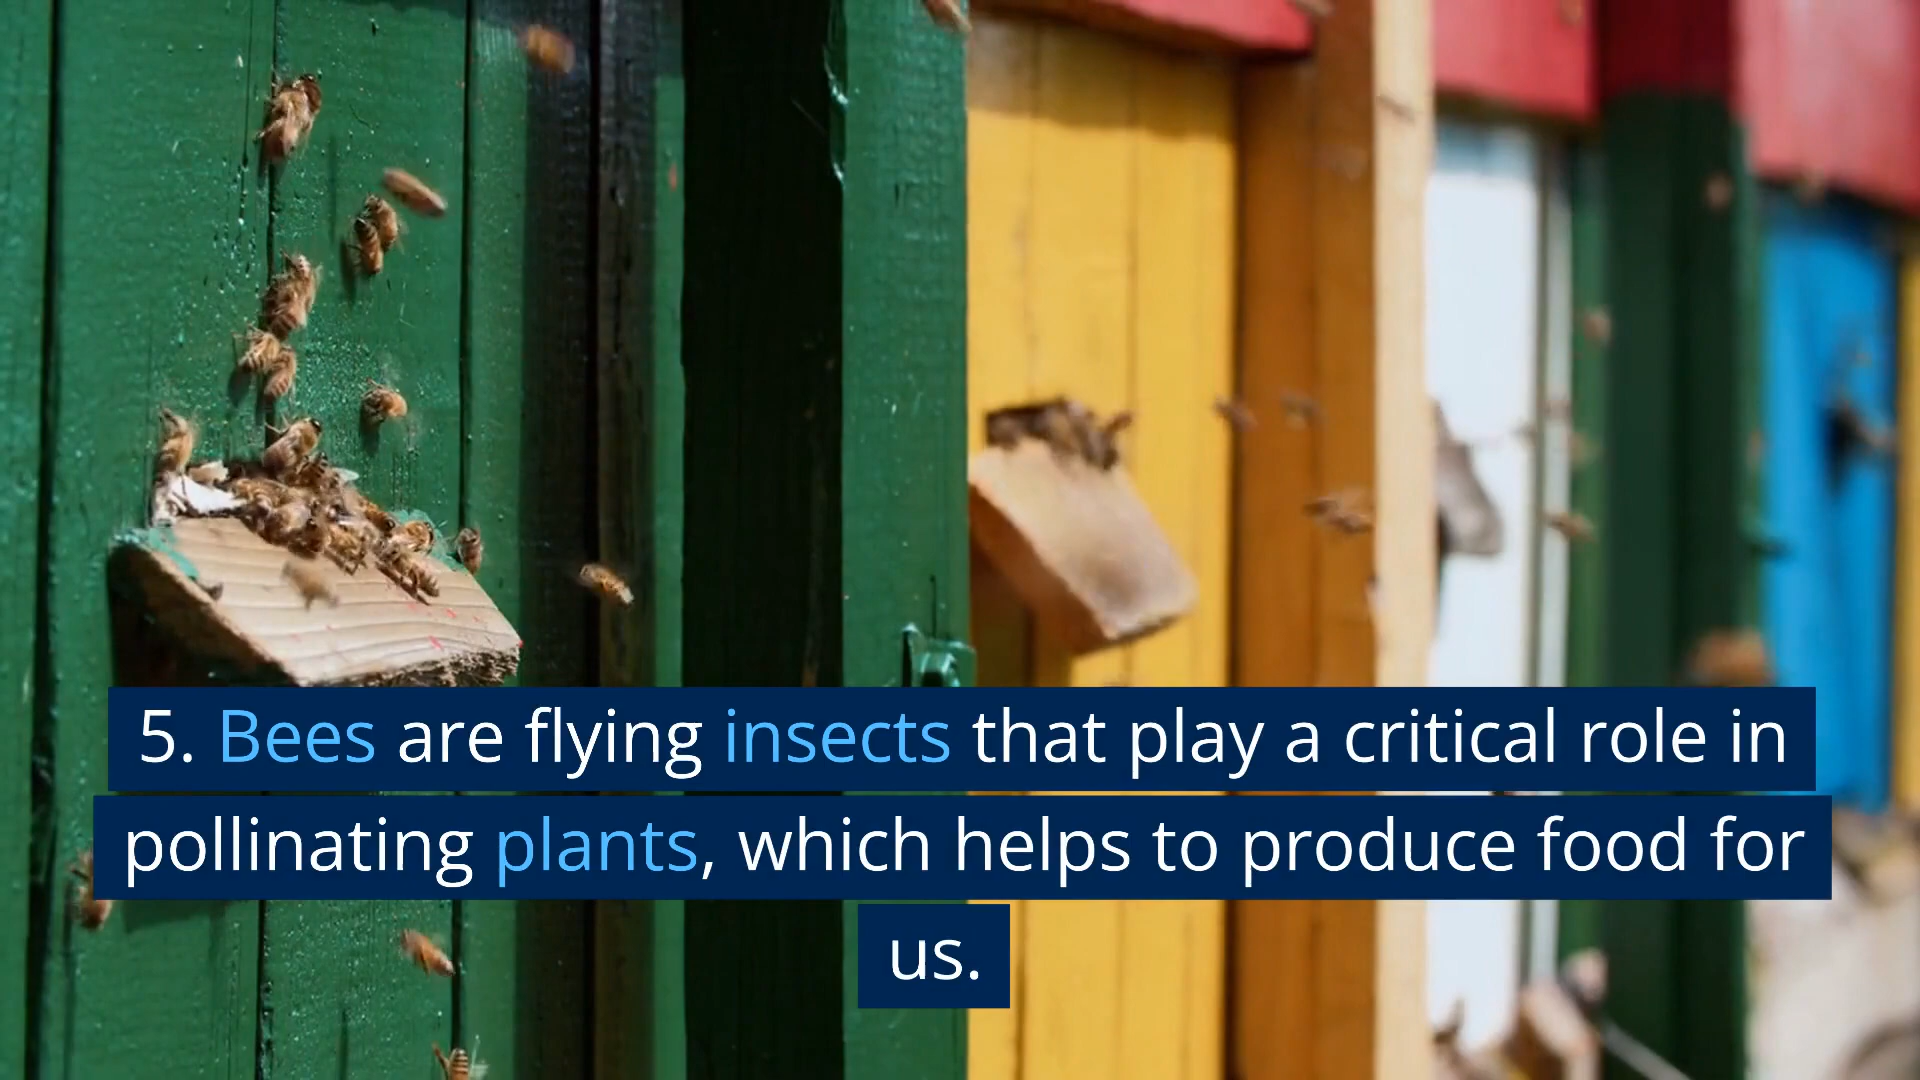 5. Bees are flying insects that play a critical role in
pollinating plants, which helps to produce food for
us.